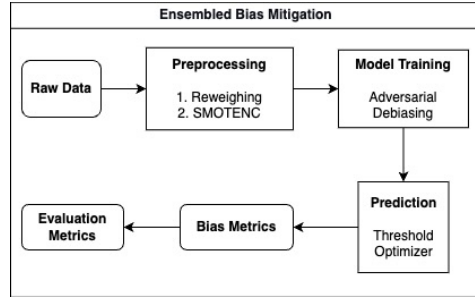 Ensembled Bias Mitigation
Raw Data
Preprocessing
1. Reweighing
2. SMOTENC
Model Training
Adversarial
Debiasing
Prediction
Threshold
Optimizer
Bias Metrics
Evaluation
Metrics